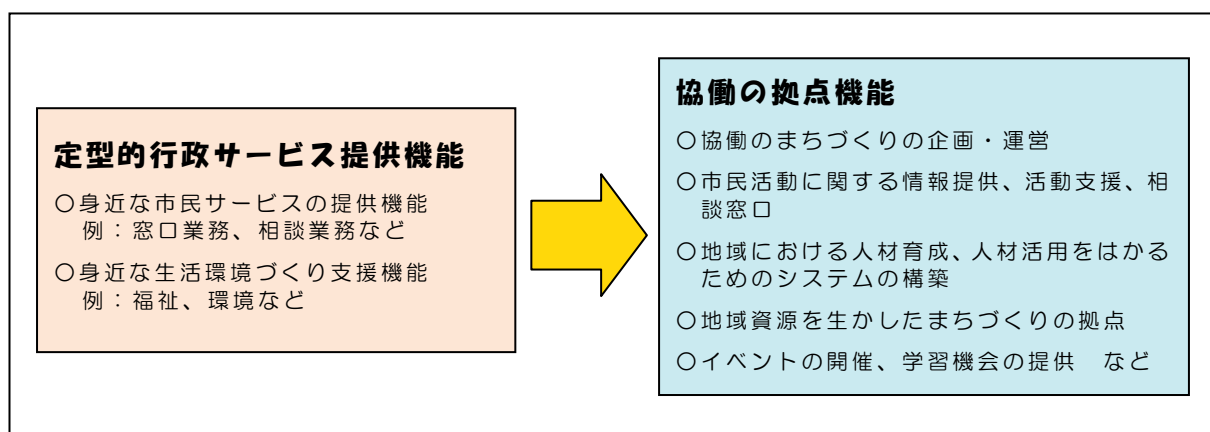 定型的行政サービス提供機能
〇身近な市民サービスの提供機能
例：窓口業務、相談業務など
〇身近な生活環境づくり支援機能
例：福祉、環境など
協働の拠点機能
〇協働のまちづくりの企画・運営
〇市民活動に関する情報提供、活動支援、相
談窓口
〇地域における人材育成、人材活用をはかる
ためのシステムの構築
〇地域資源を生かしたまちづくりの拠点
〇イベントの開催、学習機会の提供　など